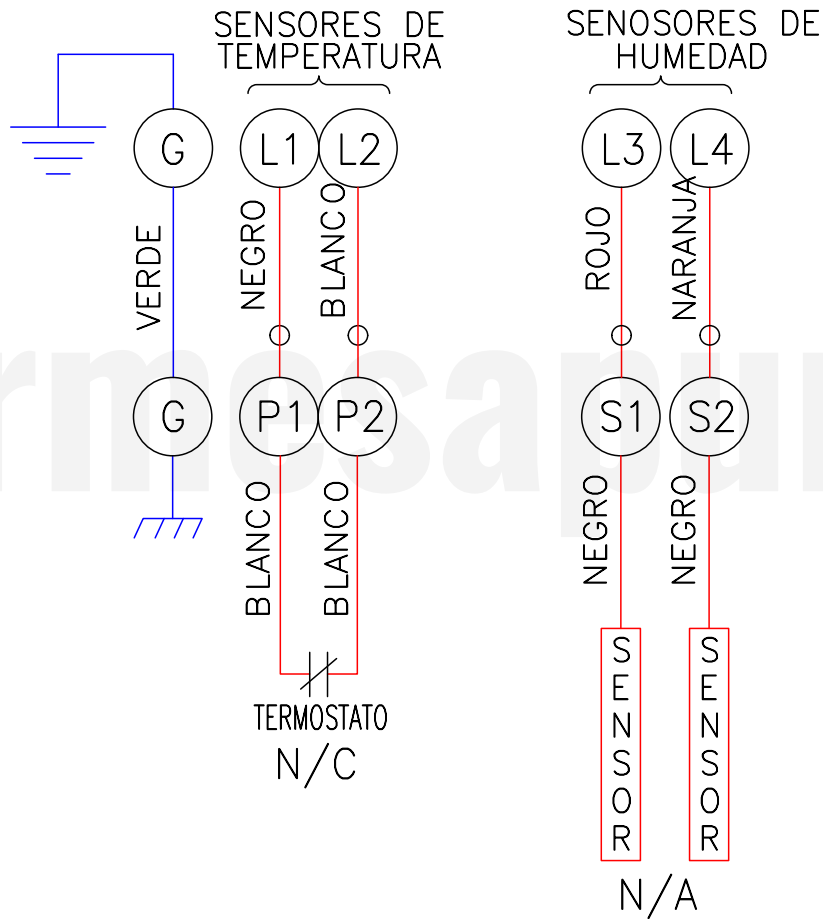 SENSORES DE
TEMPERATURA
SENOSORES DE
HUMEDAD
G
L1
L2
L3
L4
VERDE
NEGRO
BLANCO
ROJO
NARANJA
G
P1
P2
S1
S2
BLANCO
BLANCO
NEGRO
NEGRO
TERMOSTATO
N/C
SENSOR
SENSOR
N/A
rmesapur